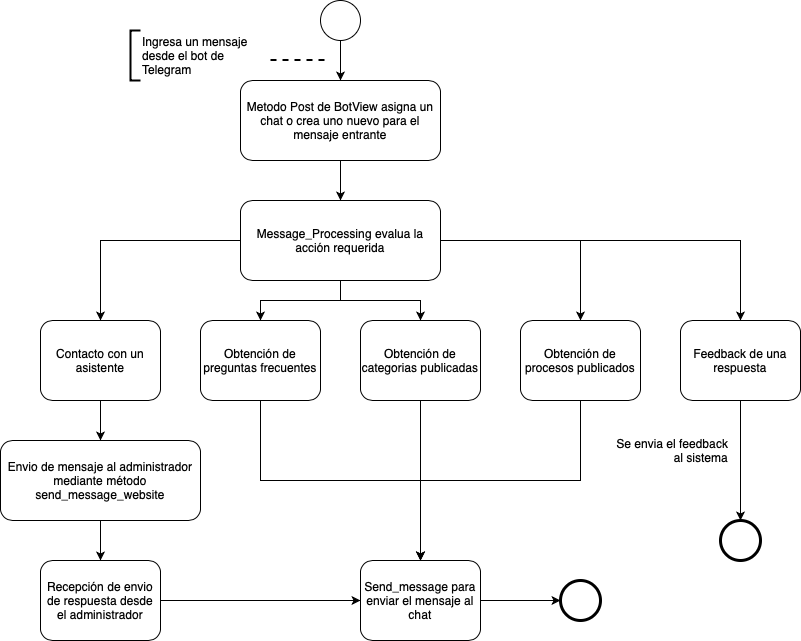 Ingresa un mensaje
desde el bot de
Telegram
Metodo Post de BotView asigna un
chat o crea uno nuevo para el
mensaje entrante
Message_Processing evalua la
acción requerida
Contacto con un
asistente
Obtención de
preguntas frecuentes
Obtención de
categorias publicadas
Obtención de
procesos publicados
Feedback de una
respuesta
Se envia el feedback
al sistema
Envio de mensaje al administrador
mediante método
send_message_website
Recepción de envio
de respuesta desde
el administrador
Send_message para
enviar el mensaje al
chat